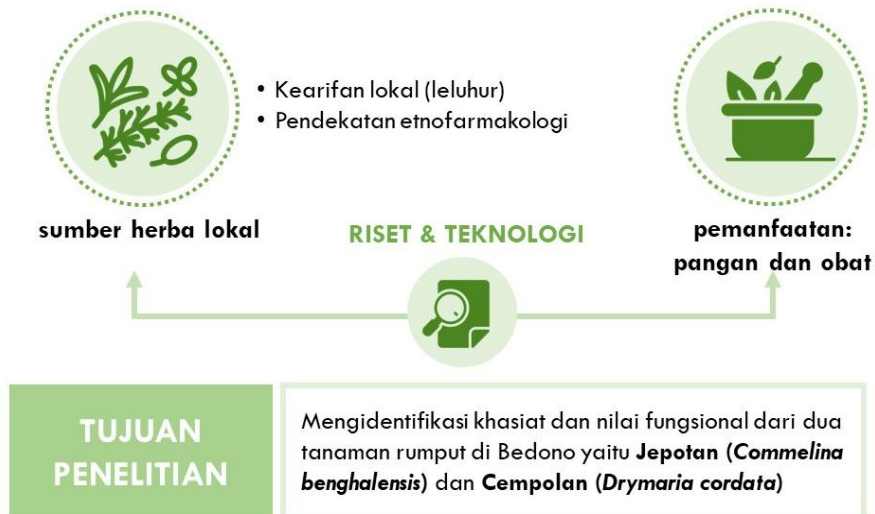 • Kearifan lokal (leluhur)
• Pendekatan etnofarmakologi
sumber herba lokal
RISET & TEKNOLOGI
pemanfaatan:
pangan dan obat
TUJUAN
PENELITIAN
Mengidentifikasi khasiat dan nilai fungsional dari dua
tanaman rumput di Bedono yaitu Jepotan (Commelina
benghalensis) dan Cempolan (Drymaria cordata)